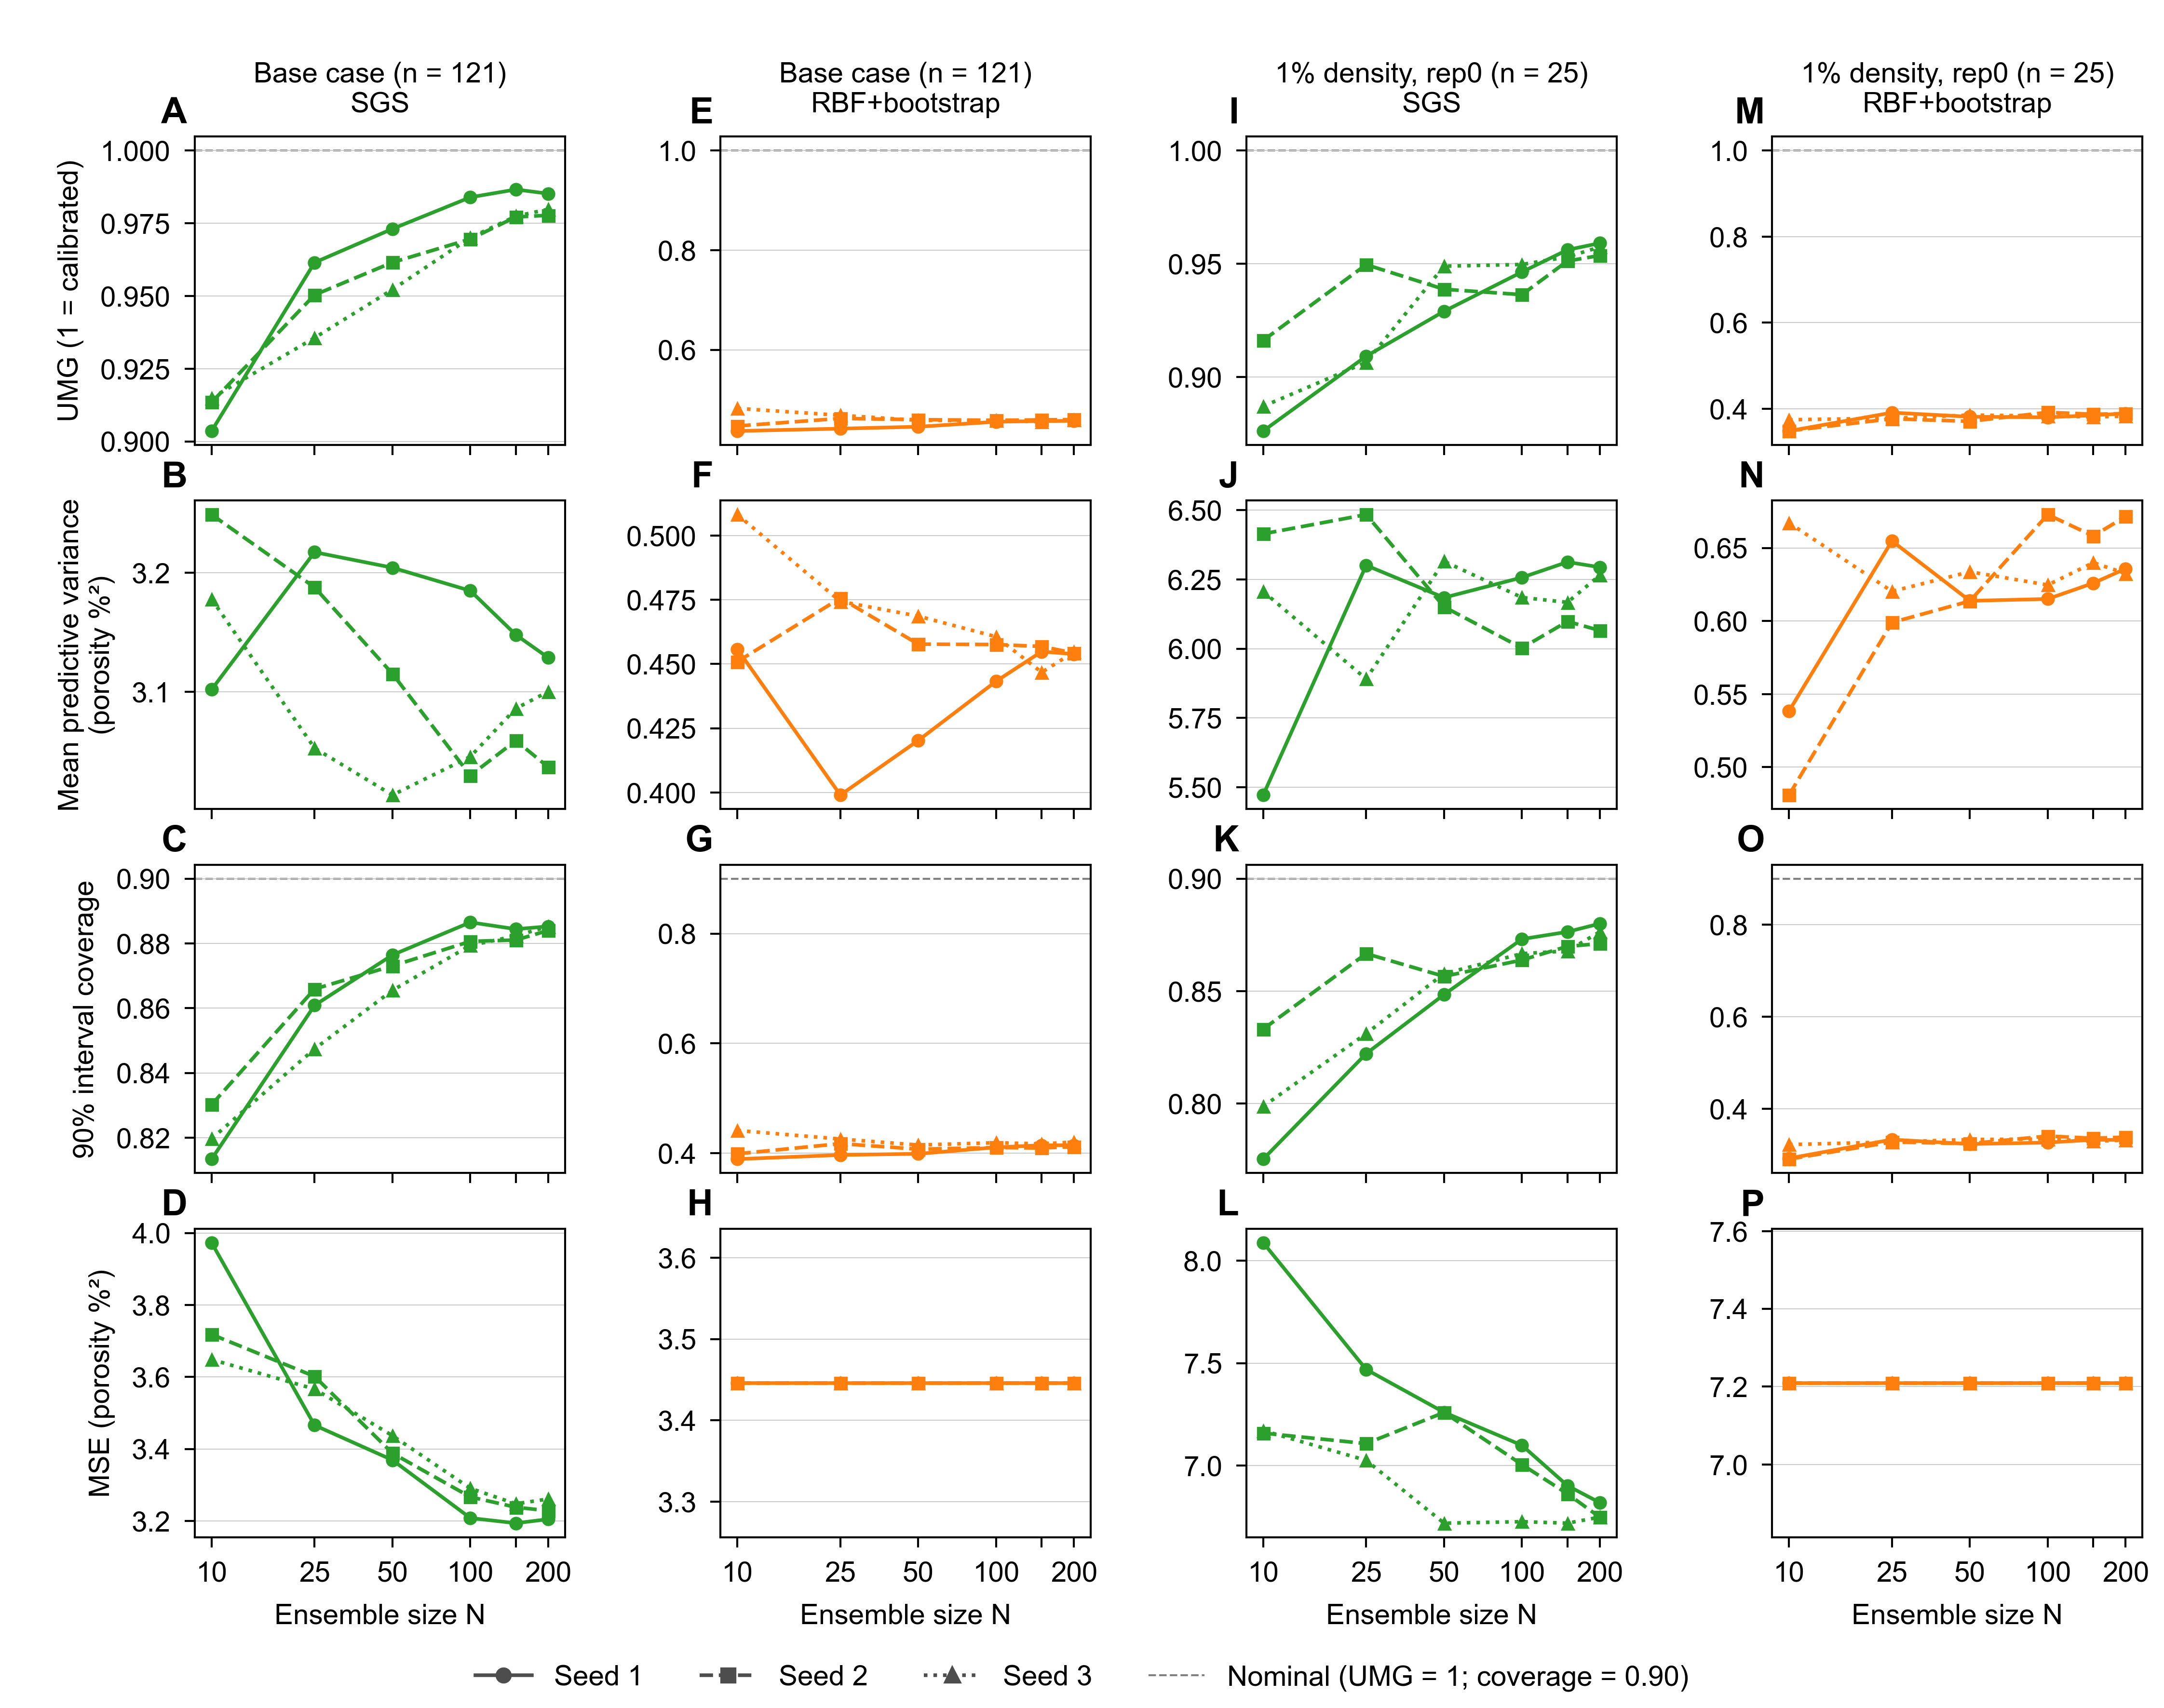 Base case (n = 121)
SGS
Base case (n = 121)
RBF+bootstrap
1% density, rep0 (n = 25)
SGS
1% density, rep0 (n = 25)
RBF+bootstrap
A
UMG (1 = calibrated)
1.000
0.975
0.950
0.925
0.900
E
1.0
0.8
0.6
I
1.00
0.95
0.90
M
1.0
0.8
0.6
0.4
B
Mean predictive variance
(porosity %²)
3.2
3.1
F
0.500
0.475
0.450
0.425
0.400
J
6.50
6.25
6.00
5.75
5.50
N
0.65
0.60
0.55
0.50
C
90% interval coverage
0.90
0.88
0.86
0.84
0.82
G
0.8
0.6
0.4
K
0.90
0.85
0.80
O
0.8
0.6
0.4
D
MSE (porosity %²)
4.0
3.8
3.6
3.4
3.2
10 25 50 100 200
Ensemble size N
H
3.6
3.5
3.4
3.3
10 25 50 100 200
Ensemble size N
L
8.0
7.5
7.0
10 25 50 100 200
Ensemble size N
P
7.6
7.4
7.2
7.0
10 25 50 100 200
Ensemble size N
Seed 1 Seed 2 Seed 3 Nominal (UMG = 1; coverage = 0.90)